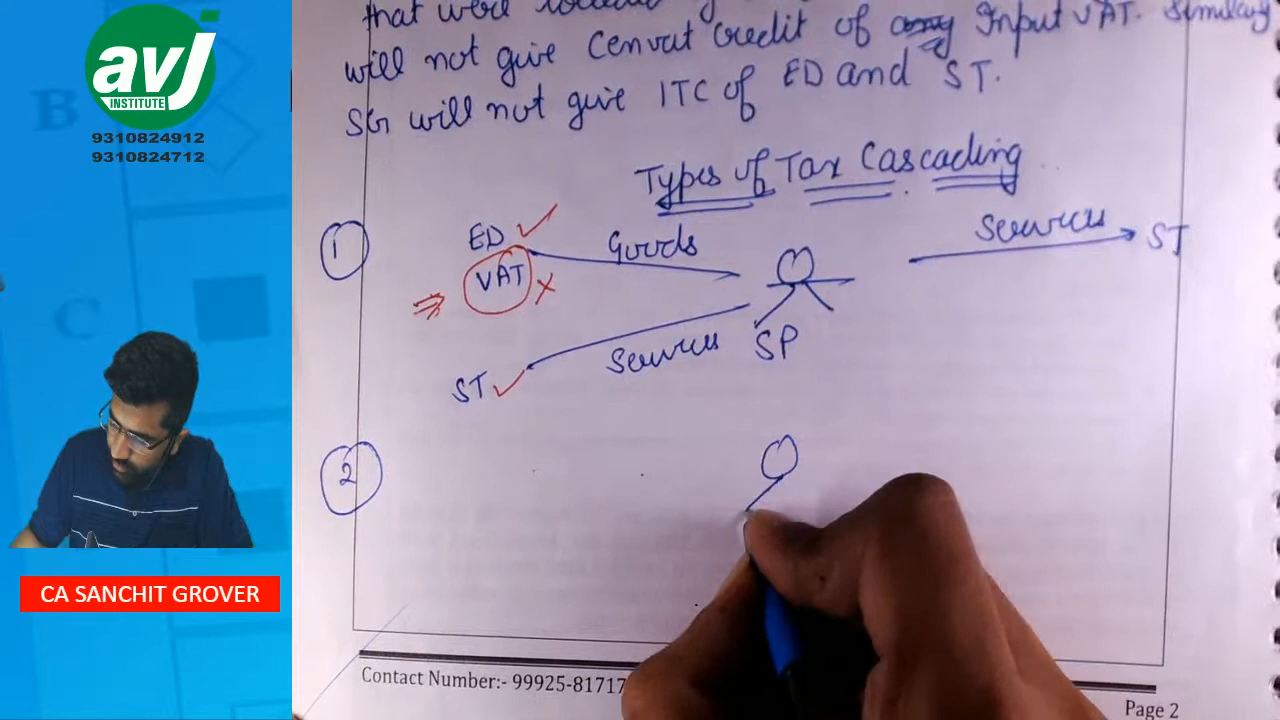 avj
INSTITUTE
9310824912
9310824712
CA SANCHIT GROVER
that were
will not give Cenvat credit of any Input VAT. Similarly
SG will not give ITC of ED and ST.
Types of Tax Cascading
1
ED
VAT
Goods
Services
ST
SP
ST
Services
2
Contact Number:- 99925-81717
Page 2